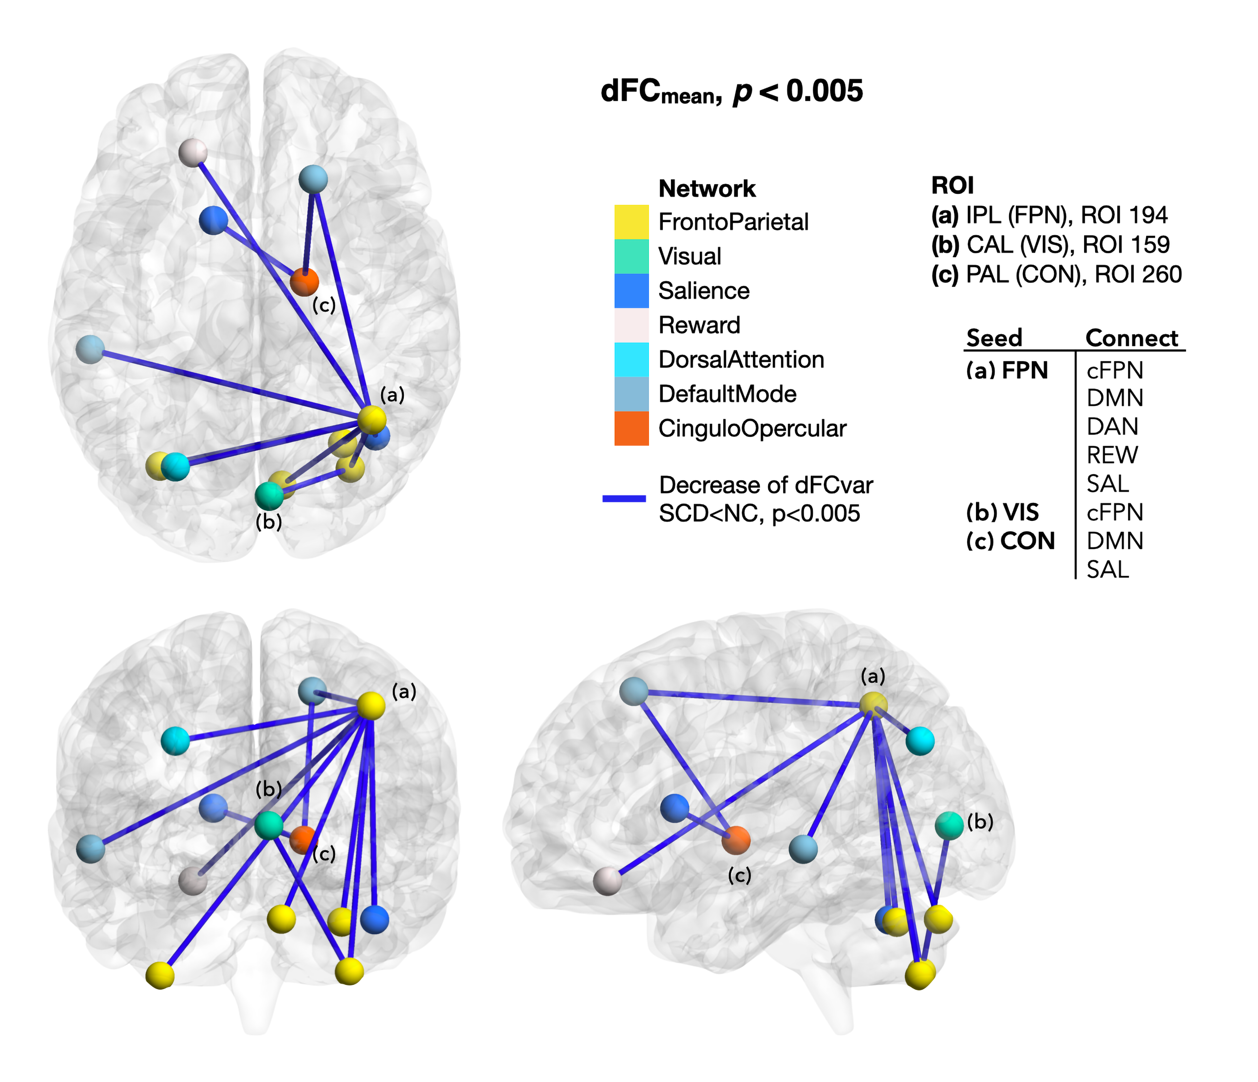 dFCmean, p < 0.005
Network
FrontoParietal
Visual
Salience
Reward
DorsalAttention
DefaultMode
CinguloOpercular
Decrease of dFCvar
SCD<NC, p<0.005
ROI
(a) IPL (FPN), ROI 194
(b) CAL (VIS), ROI 159
(c) PAL (CON), ROI 260
Seed Connect
(a) FPN cFPN
DMN
DAN
REW
SAL
(b) VIS cFPN
(c) CON DMN
SAL
(c)
(a)
(b)
(a)
(b)
(c)
(a)
(b)
(c)